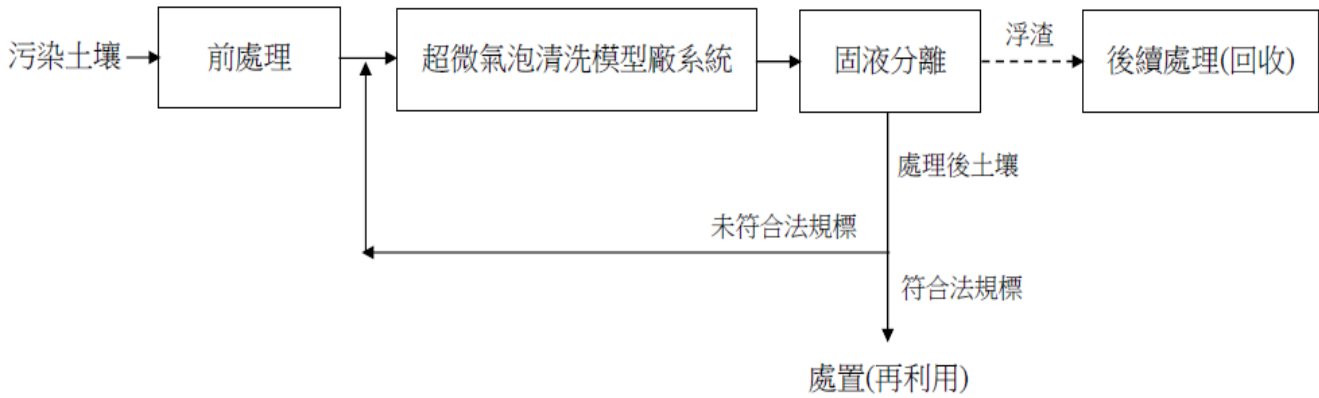 污染土壤
前處理
超微氣泡清洗模型廠系統
固液分離
浮渣
後續處理(回收)
處理後土壤
未符合法規標
符合法規標
處置(再利用)